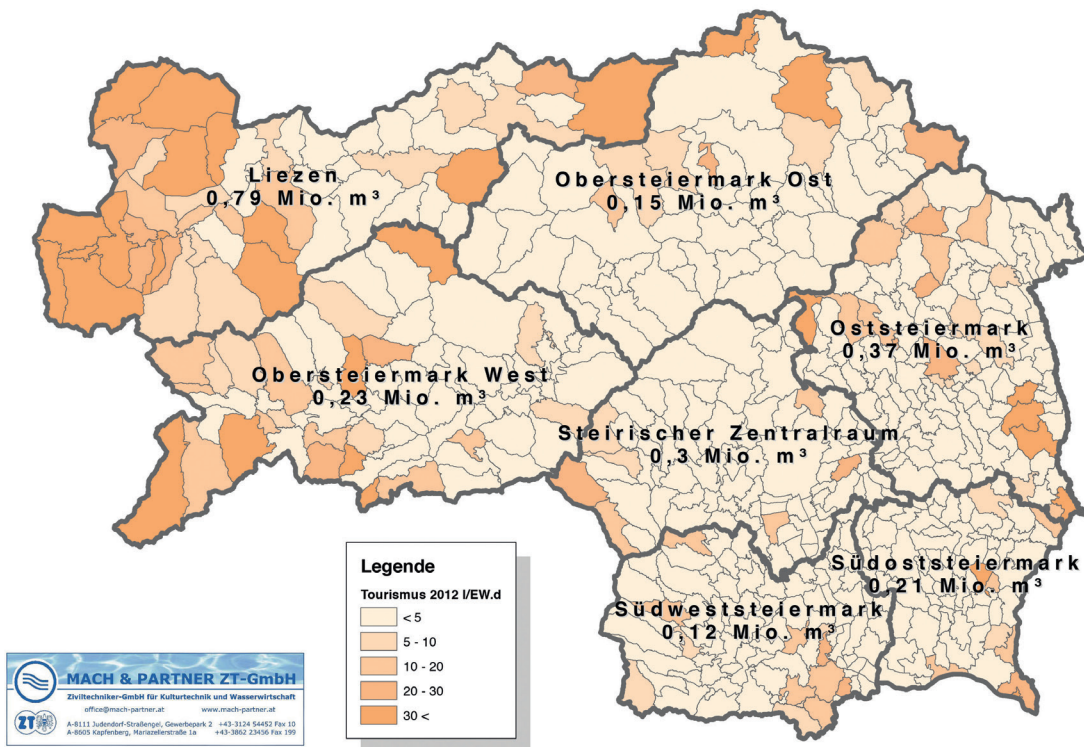 Liezen
0,79 Mio. m³
Obersteiermark Ost
0,15 Mio. m³
Oststeiermark
0,37 Mio. m³
Obersteiermark West
0,23 Mio. m³
Steirischer Zentralraum
0,3 Mio. m³
Südoststeiermark
0,21 Mio. m³
Südweststeiermark
0,12 Mio. m³
Legende
Tourismus 2012 l/EW.d
< 5
5 - 10
10 - 20
20 - 30
30 <
MACH & PARTNER ZT-GmbH
Ziviltechniker-GmbH für Kulturtechnik und Wasserwirtschaft
office@mach-partner.at www.mach-partner.at
ZT
A-8111 Judendorf-Straßengel, Gewerbepark 2 +43-3124 54452 Fax 10
A-8605 Kapfenberg, Mariazellerstraße 1a +43-3862 23456 Fax 199